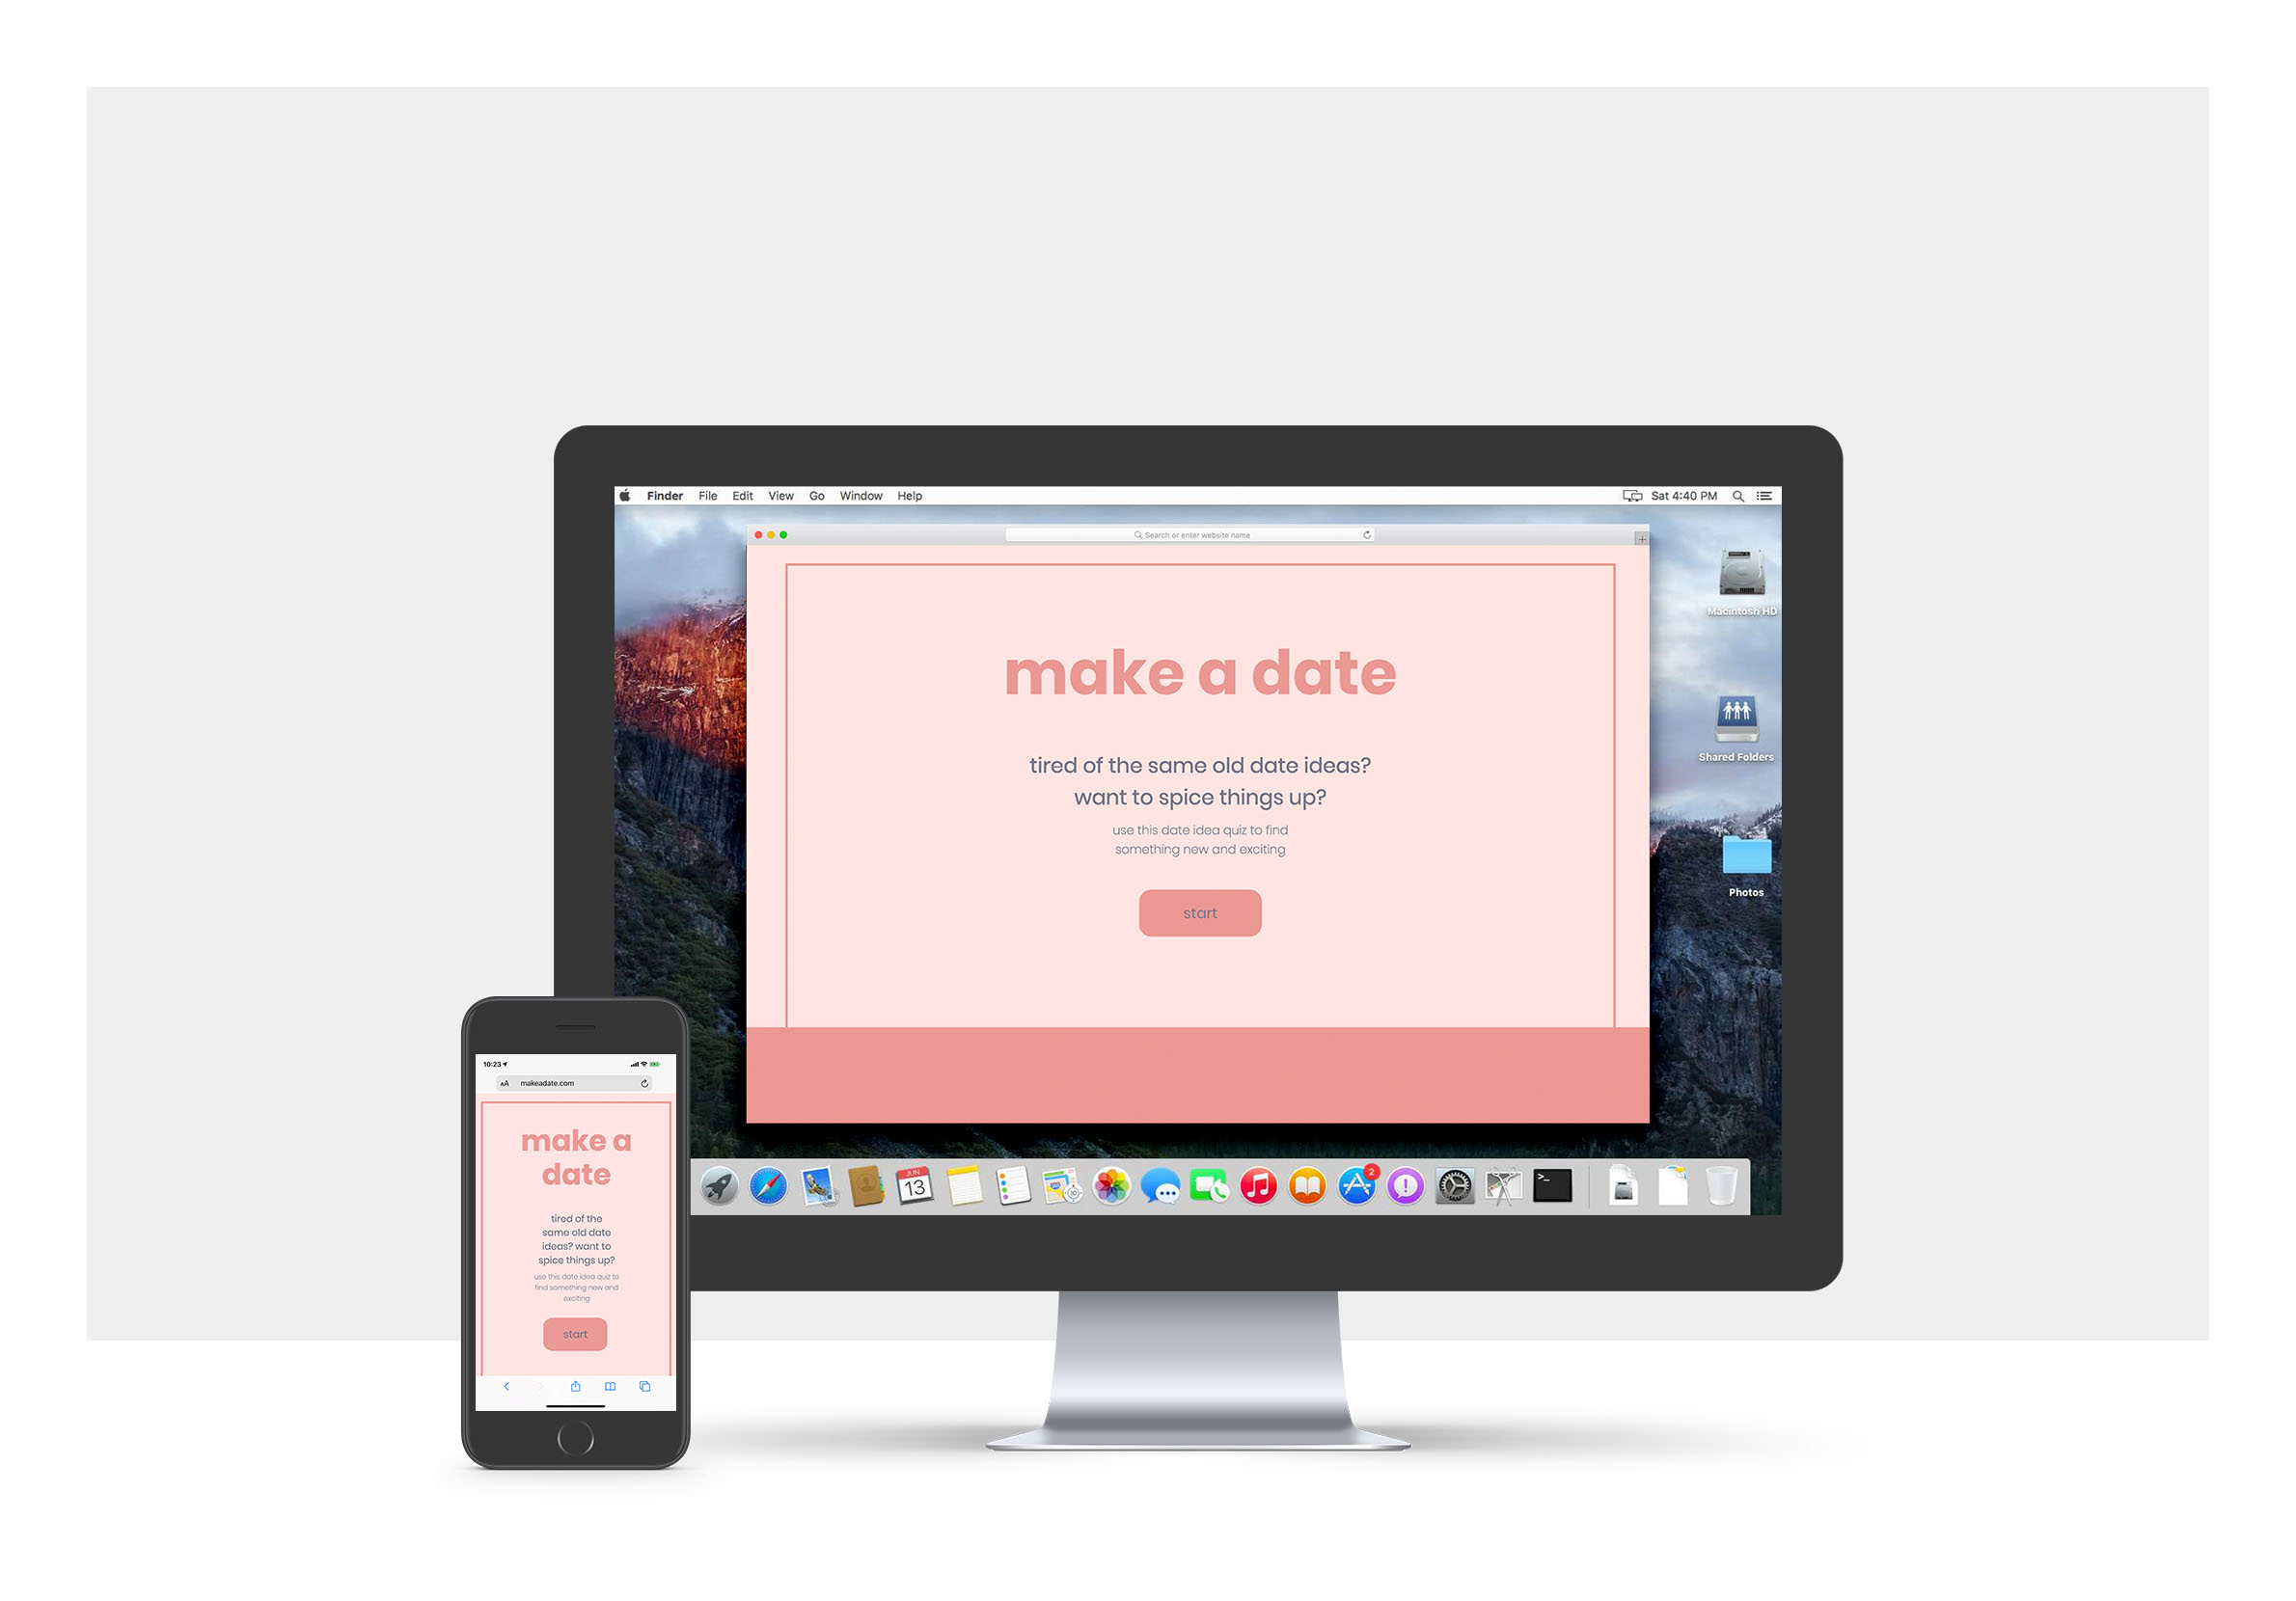 Finder File Edit View Go Window Help
Sat 4:40 PM
Search or enter website name
Macintosh HD
make a date
Shared Folders
tired of the same old date ideas?
want to spice things up?
use this date idea quiz to find
something new and exciting
Photos
start
10:23
AA makeadate.com
make a
date
JUN
13
2
tired of the
same old date
ideas? want to
spice things up?
use this date idea quiz to
find something new and
exciting
start